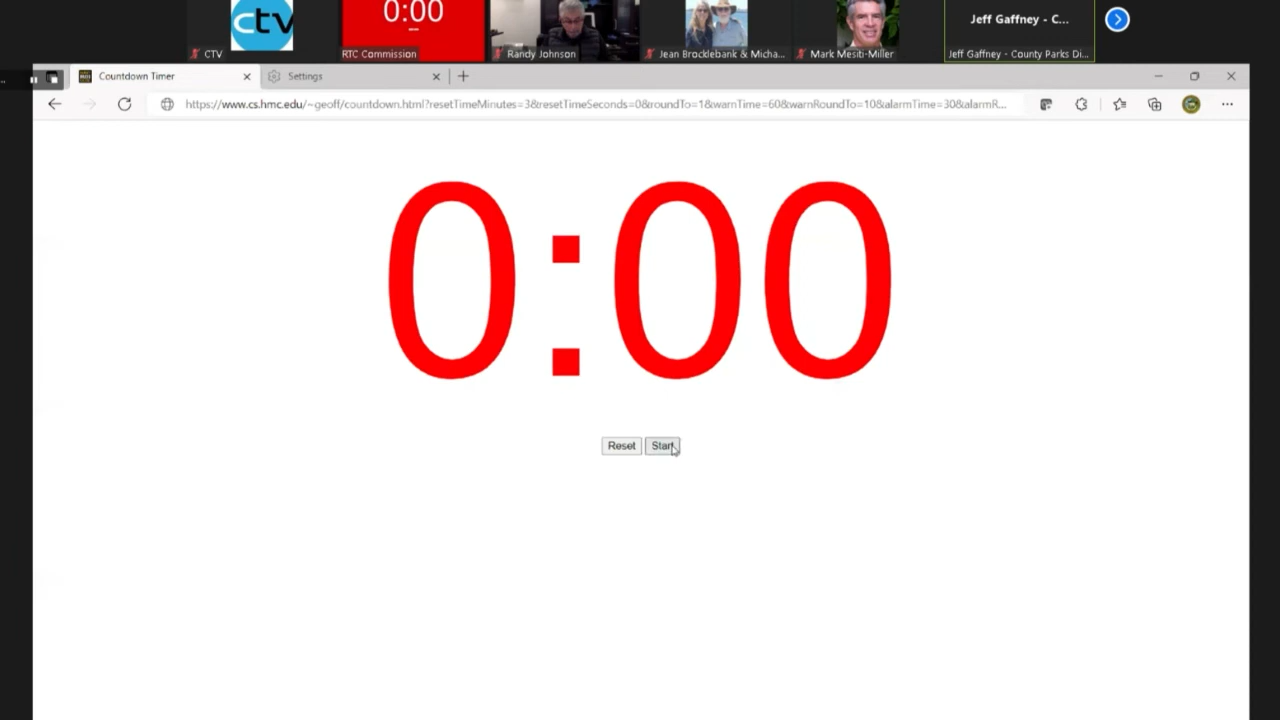 ctv
0:00
Jeff Gaffney - C...
CTV
RTC Commission
Randy Johnson
Jean Brocklebank & Micha...
Mark Mesiti-Miller
Jeff Gaffney - County Parks Di...
Countdown Timer
Settings
https://www.cs.hmc.edu/~geoff/countdown.html?resetTimeMinutes=3&resetTimeSeconds=0&roundTo=1&warnTime=60&warnRoundTo=10&alarmTime=30&alarmR...
0:00
Reset Start